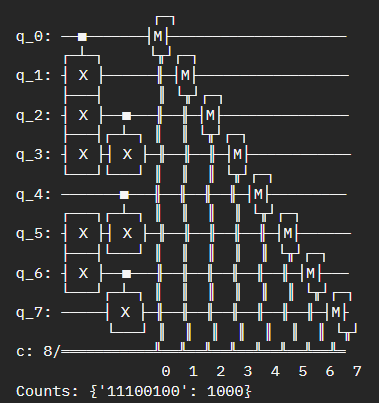 q_0: ──■────────┤M├──────────────────
q_1: ┤ X ├──────╫─┤M├────────────────
q_2: ┤ X ├──■───╫──╫─┤M├─────────────
q_3: ┤ X ├┤ X ├─╫──╫──╫─┤M├──────────
q_4: ───────■───╫──╫──╫──╫─┤M├───────
q_5: ┤ X ├┤ X ├─╫──╫──╫──╫──╫─┤M├────
q_6: ┤ X ├──■───╫──╫──╫──╫──╫──╫─┤M├─
q_7: ─────┤ X ├─╫──╫──╫──╫──╫──╫──╫─┤M├
c: 8/═══════════╩══╩══╩══╩══╩══╩══╩══╩═
0 1 2 3 4 5 6 7
Counts: {'11100100': 1000}